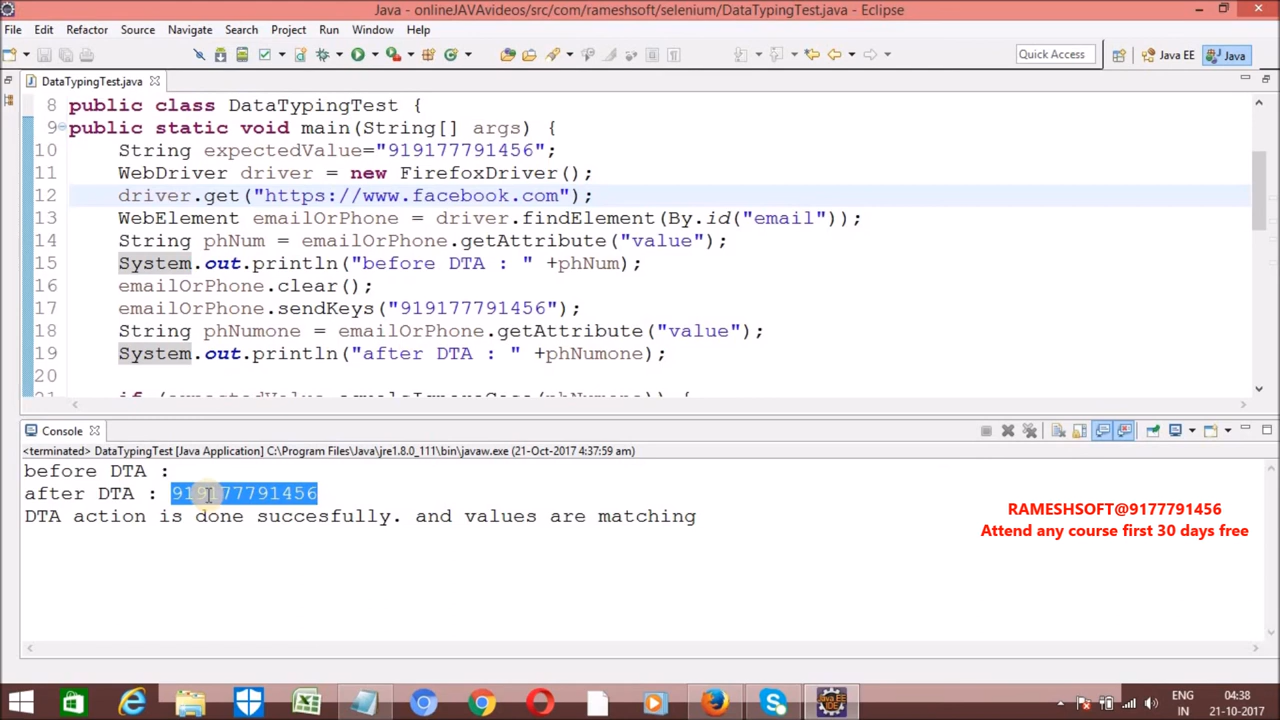 Java - onlineJAVAvideos/src/com/rameshsoft/selenium/DataTypingTest.java - Eclipse
File Edit Refactor Source Navigate Search Project Run Window Help
Quick Access Java EE Java
DataTypingTest.java
8 public class DataTypingTest {
9 public static void main(String[] args) {
10 String expectedValue="919177791456";
11 WebDriver driver = new FirefoxDriver();
12 driver.get("https://www.facebook.com");
13 WebElement emailOrPhone = driver.findElement(By.id("email"));
14 String phNum = emailOrPhone.getAttribute("value");
15 System.out.println("before DTA : " +phNum);
16 emailOrPhone.clear();
17 emailOrPhone.sendKeys("919177791456");
18 String phNumone = emailOrPhone.getAttribute("value");
19 System.out.println("after DTA : " +phNumone);
20
Console
<terminated> DataTypingTest [Java Application] C:\Program Files\Java\jre1.8.0_111\bin\javaw.exe (21-Oct-2017 4:37:59 am)
before DTA :
after DTA : 919177791456
DTA action is done succesfully. and values are matching
RAMESHSOFT@9177791456
Attend any course first 30 days free
ENG 04:38
IN 21-10-2017